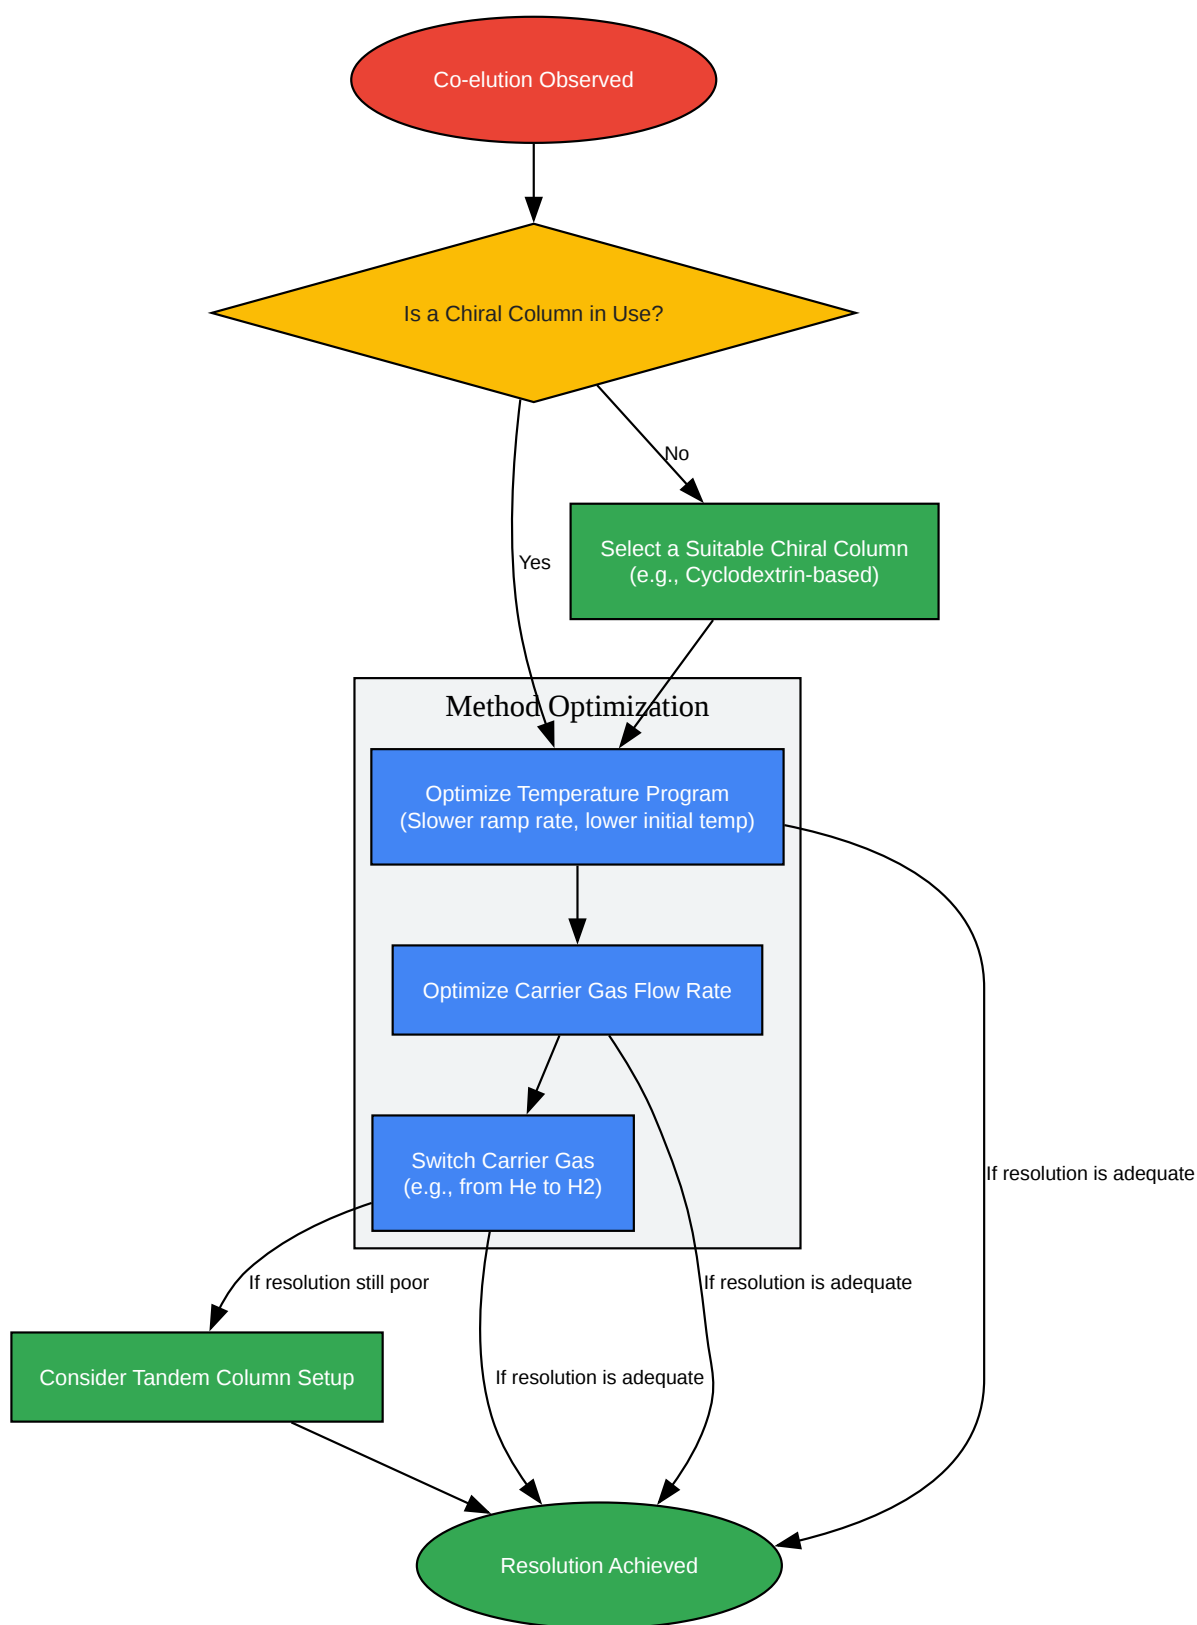 Co-elution Observed
Is a Chiral Column in Use?
No
Select a Suitable Chiral Column
(e.g., Cyclodextrin-based)
Yes
Method Optimization
Optimize Temperature Program
(Slower ramp rate, lower initial temp)
Optimize Carrier Gas Flow Rate
Switch Carrier Gas
(e.g., from He to H2)
If resolution is adequate
If resolution still poor
If resolution is adequate
Consider Tandem Column Setup
If resolution is adequate
Resolution Achieved